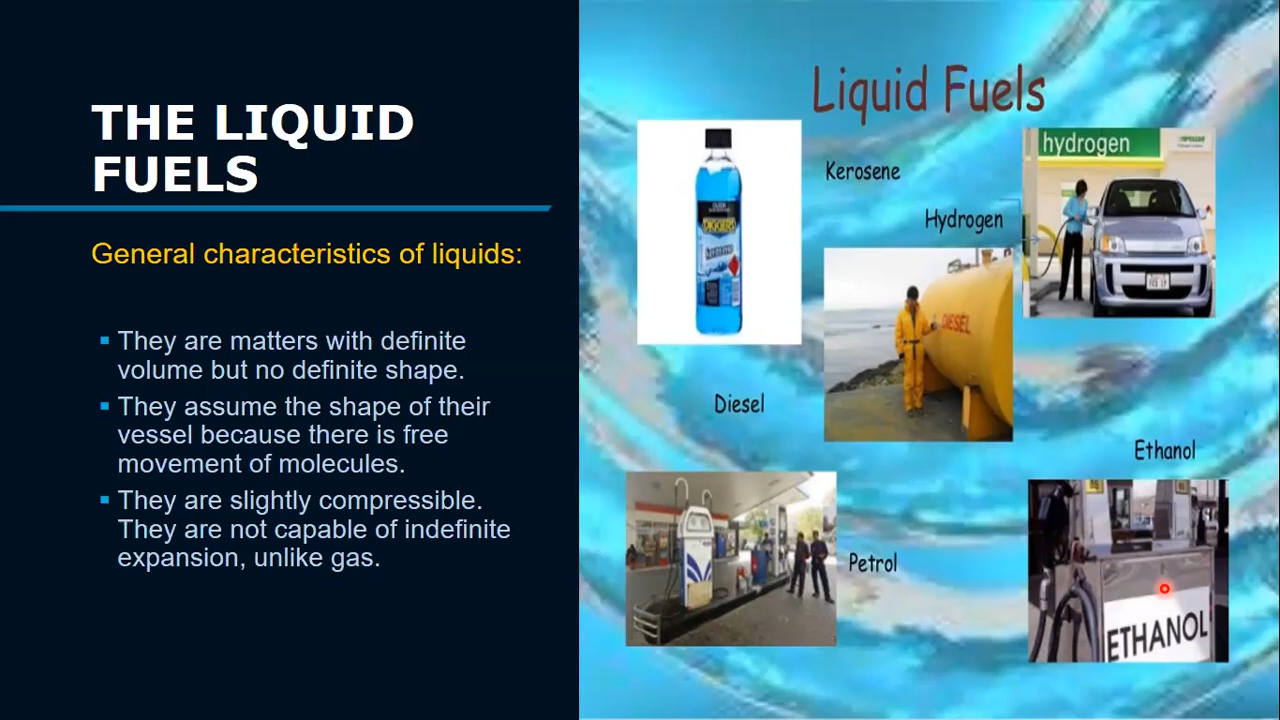 THE LIQUID
FUELS
General characteristics of liquids:
They are matters with definite
volume but no definite shape.
They assume the shape of their
vessel because there is free
movement of molecules.
They are slightly compressible.
They are not capable of indefinite
expansion, unlike gas.
Liquid Fuels
Kerosene
hydrogen
Hydrogen
DIESEL
Diesel
Ethanol
Petrol
ETHANOL